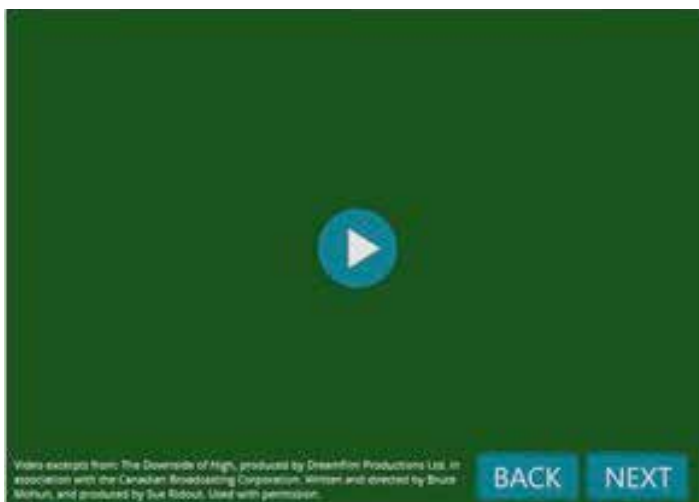 Video excerpts from: The Downside of High, produced by Dreamfilm Productions Ltd. in
association with the Canadian Broadcasting Corporation. Written and directed by Bruce
Mohun, and produced by Sue Ridout. Used with permission.
BACK NEXT